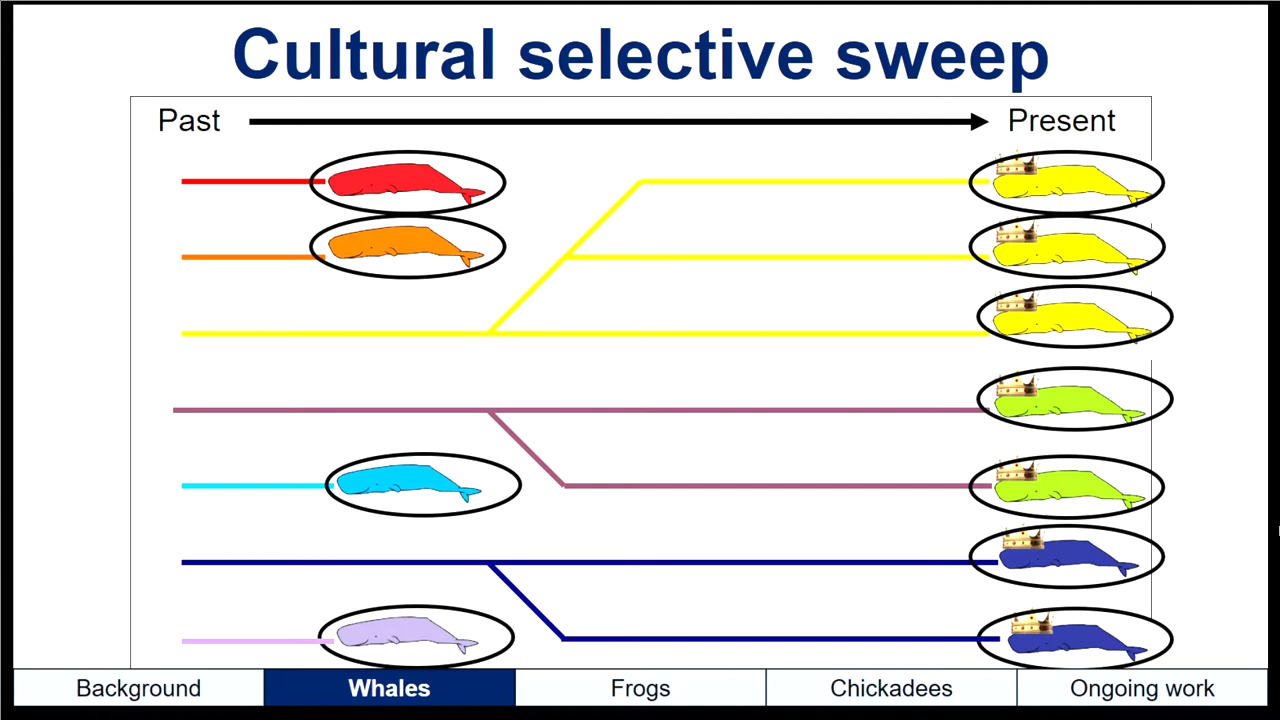 Cultural selective sweep
Past
Present
Background
Whales
Frogs
Chickadees
Ongoing work